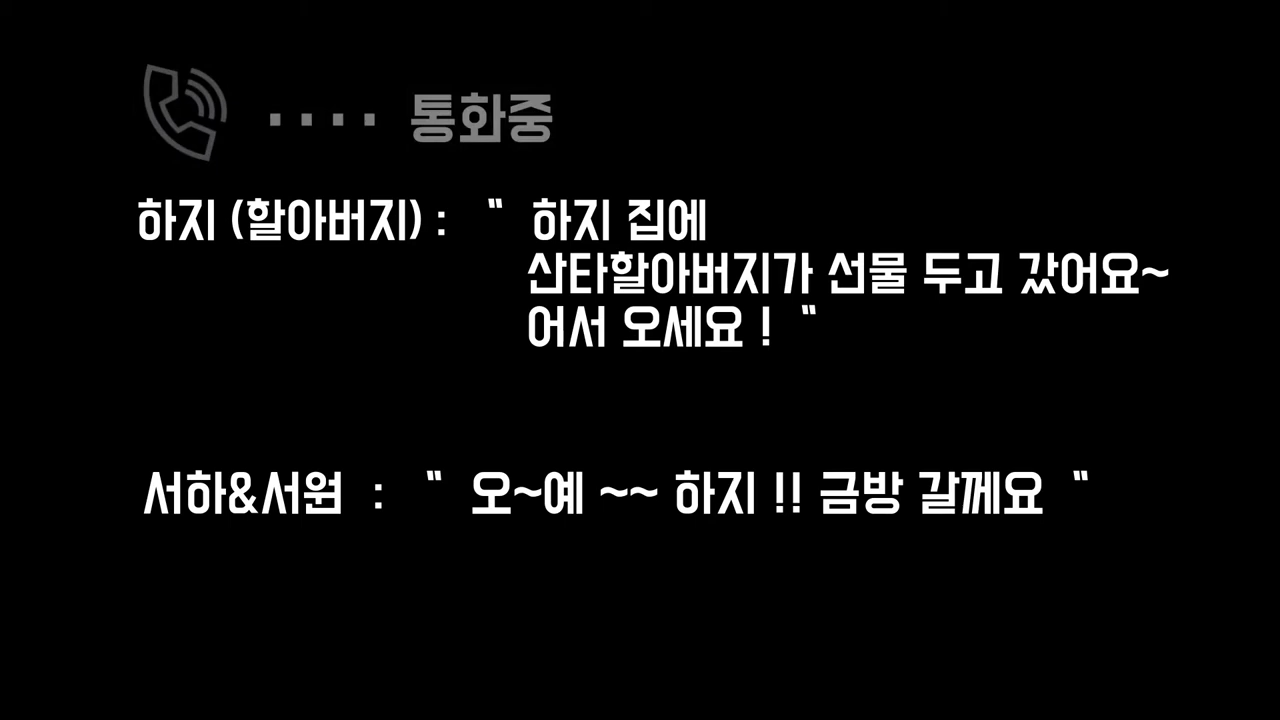 .... 통화중
하지 (할아버지) : " 하지 집에
산타할아버지가 선물 두고 갔어요~
어서 오세요 ! "
서하&서원 : " 오~예 ~~ 하지 !! 금방 갈께요 "